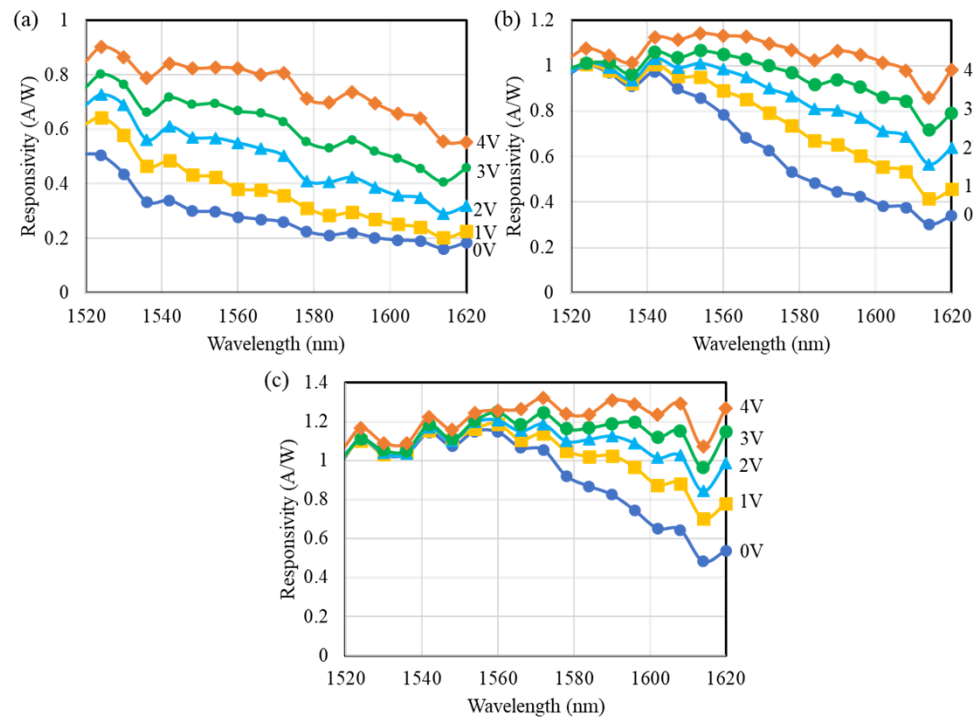 (a)
1
0.8
0.6
0.4
0.2
0
Responsivity (A/W)
4V
3V
2V
1V
0V
1520 1540 1560 1580 1600 1620
Wavelength (nm)
(b)
1.2
1
0.8
0.6
0.4
0.2
0
Responsivity (A/W)
4
3
2
1
0
1520 1540 1560 1580 1600 1620
Wavelength (nm)
(c)
1.4
1.2
1
0.8
0.6
0.4
0.2
0
Responsivity (A/W)
4V
3V
2V
1V
0V
1520 1540 1560 1580 1600 1620
Wavelength (nm)